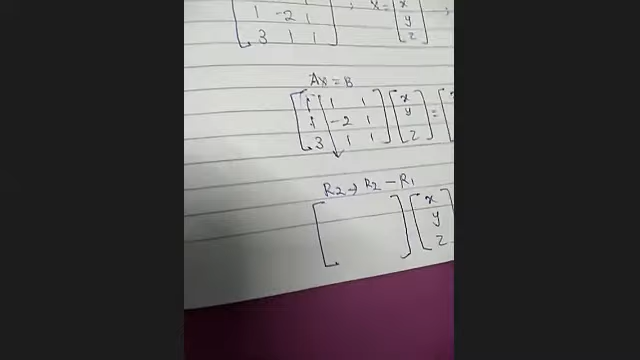 1 -2 1 ; X = [x
3 1 1] y
z] ;
AX = B
[1 1 1] [x
1 -2 1] y =
3 1 1] z]
R2 → R2 - R1
[ ] [x
y
z